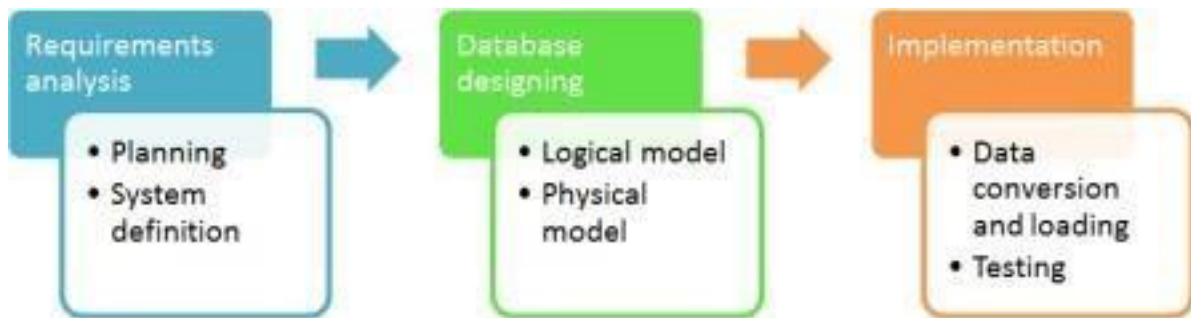 Requirements
analysis
• Planning
• System
definition
Database
designing
• Logical model
• Physical
model
Implementation
• Data
conversion
and loading
• Testing